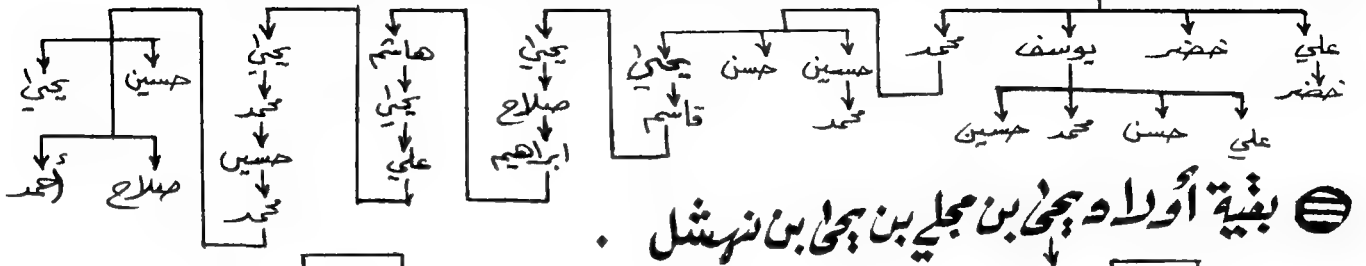 علي خضر يوسف محمد
خضر
علي حسن محمد حسين
حسين حسن يحيى
محمد قاسم
يحيى
صلاح
ابراهيم
هاشم
يحيى
علي
يحيى
محمد
حسين
محمد
حسين يحيى
صلاح أحمد
بقية أولاد يحيى بن مجلي بن يحيى بن نهشل .